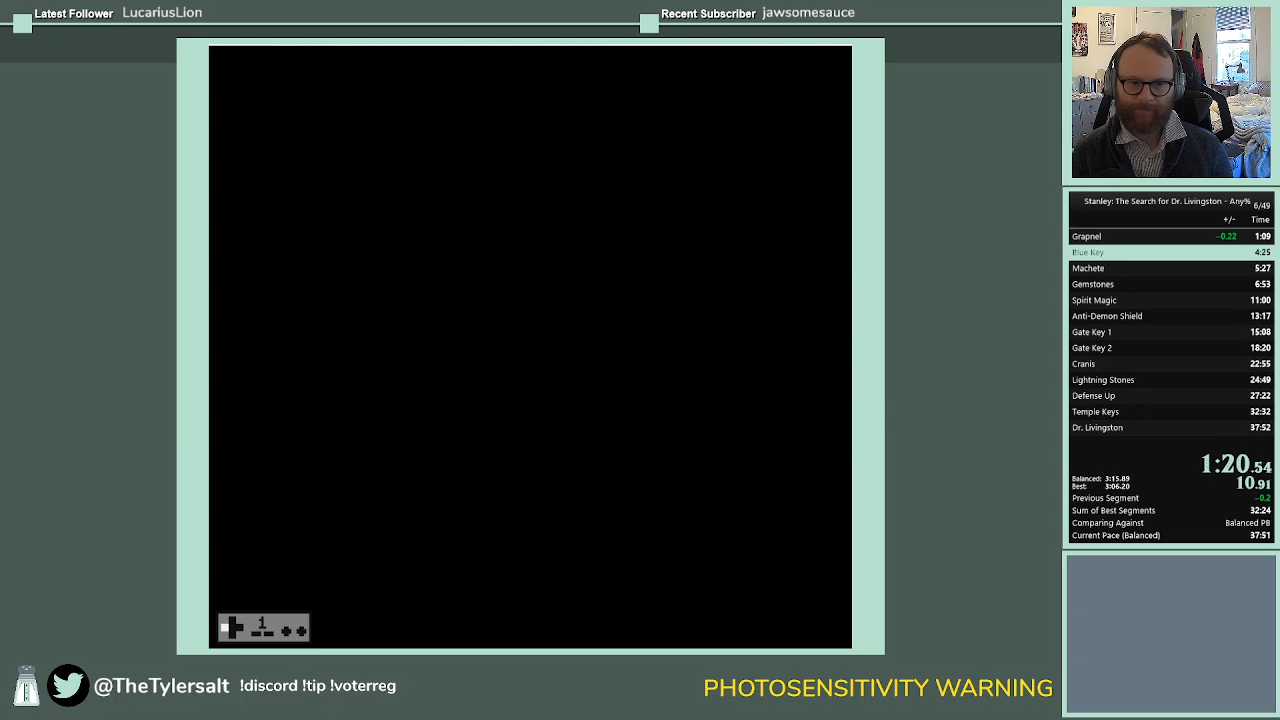 Latest Follower LucariusLion
Recent Subscriber jawsomesauce
Stanley: The Search for Dr. Livingston - Any% 6/49
+/- Time
Grapnel -0.22 1:09
Blue Key 4:25
Machete 5:27
Gemstones 6:53
Spirit Magic 11:00
Anti-Demon Shield 13:17
Gate Key 1 15:08
Gate Key 2 18:20
Cranis 22:55
Lightning Stones 24:49
Defense Up 27:22
Temple Keys 32:32
Dr. Livingston 37:52
1:20.54
Balanced: 3:15.89
Best: 3:06.20
10.91
Previous Segment -0.2
Sum of Best Segments 32:24
Comparing Against Balanced PB
Current Pace (Balanced) 37:51
1
@TheTylersalt !discord !tip !voterreg
PHOTOSENSITIVITY WARNING